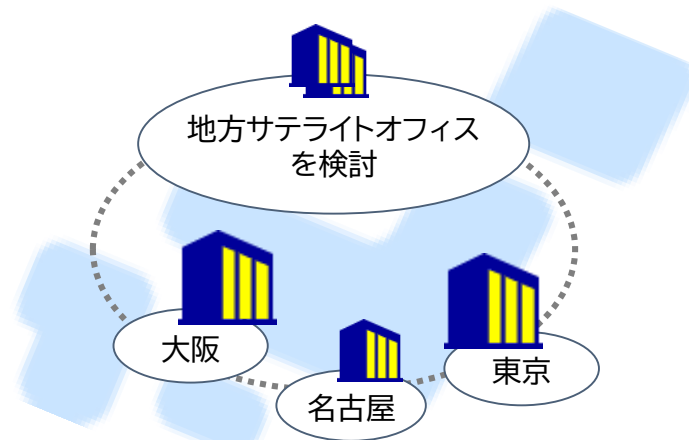 地方サテライトオフィス
を検討
大阪
東京
名古屋